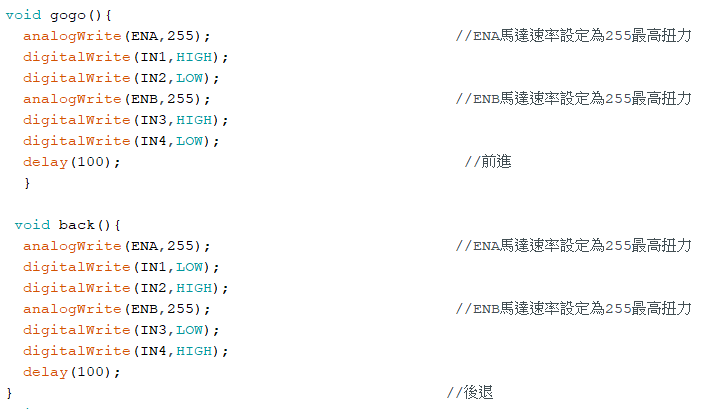 void gogo(){
analogWrite(ENA,255); //ENA馬達速率設定為255最高扭力
digitalWrite(IN1,HIGH);
digitalWrite(IN2,LOW);
analogWrite(ENB,255); //ENB馬達速率設定為255最高扭力
digitalWrite(IN3,HIGH);
digitalWrite(IN4,LOW);
delay(100); //前進
}
void back(){
analogWrite(ENA,255); //ENA馬達速率設定為255最高扭力
digitalWrite(IN1,LOW);
digitalWrite(IN2,HIGH);
analogWrite(ENB,255); //ENB馬達速率設定為255最高扭力
digitalWrite(IN3,LOW);
digitalWrite(IN4,HIGH);
delay(100);
} //後退